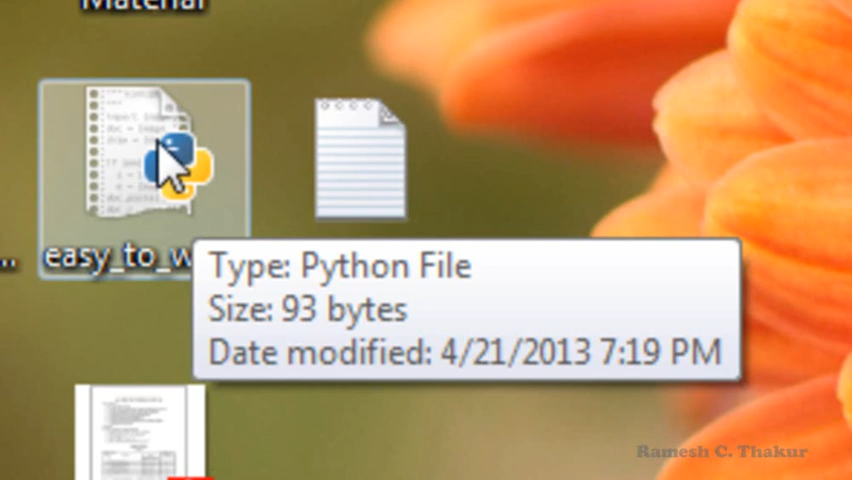 Material
easy_to_w
Type: Python File
Size: 93 bytes
Date modified: 4/21/2013 7:19 PM
Ramesh C. Thakur